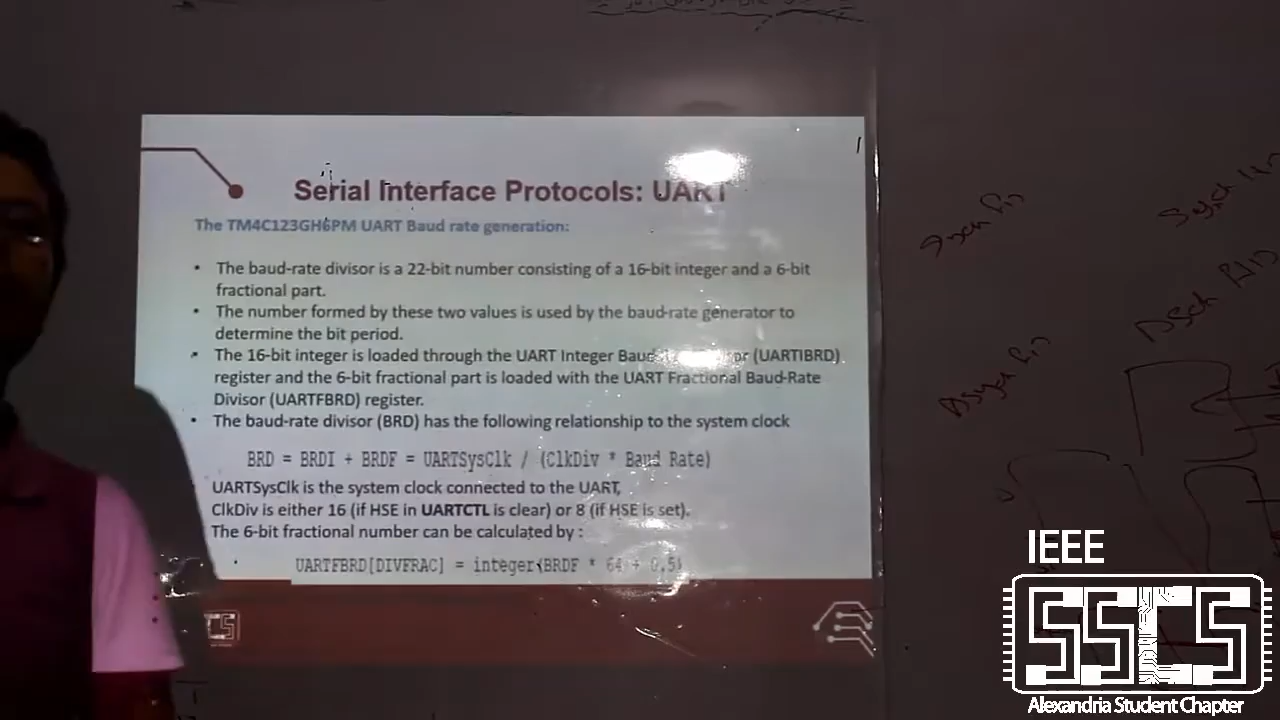 Serial Interface Protocols: UART
The TM4C123GH6PM UART Baud rate generation:
• The baud-rate divisor is a 22-bit number consisting of a 16-bit integer and a 6-bit
fractional part.
• The number formed by these two values is used by the baud-rate generator to
determine the bit period.
• The 16-bit integer is loaded through the UART Integer Baud (UARTIBRD)
register and the 6-bit fractional part is loaded with the UART Fractional Baud-Rate
Divisor (UARTFBRD) register.
• The baud-rate divisor (BRD) has the following relationship to the system clock
BRD = BRDI + BRDF = UARTSysClk / (ClkDiv * Baud Rate)
UARTSysClk is the system clock connected to the UART,
ClkDiv is either 16 (if HSE in UARTCTL is clear) or 8 (if HSE is set).
The 6-bit fractional number can be calculated by :
UARTFBRD[DIVFRAC] = integer(BRDF * 64 + 0.5)
IEEE
SSCS
Alexandria Student Chapter